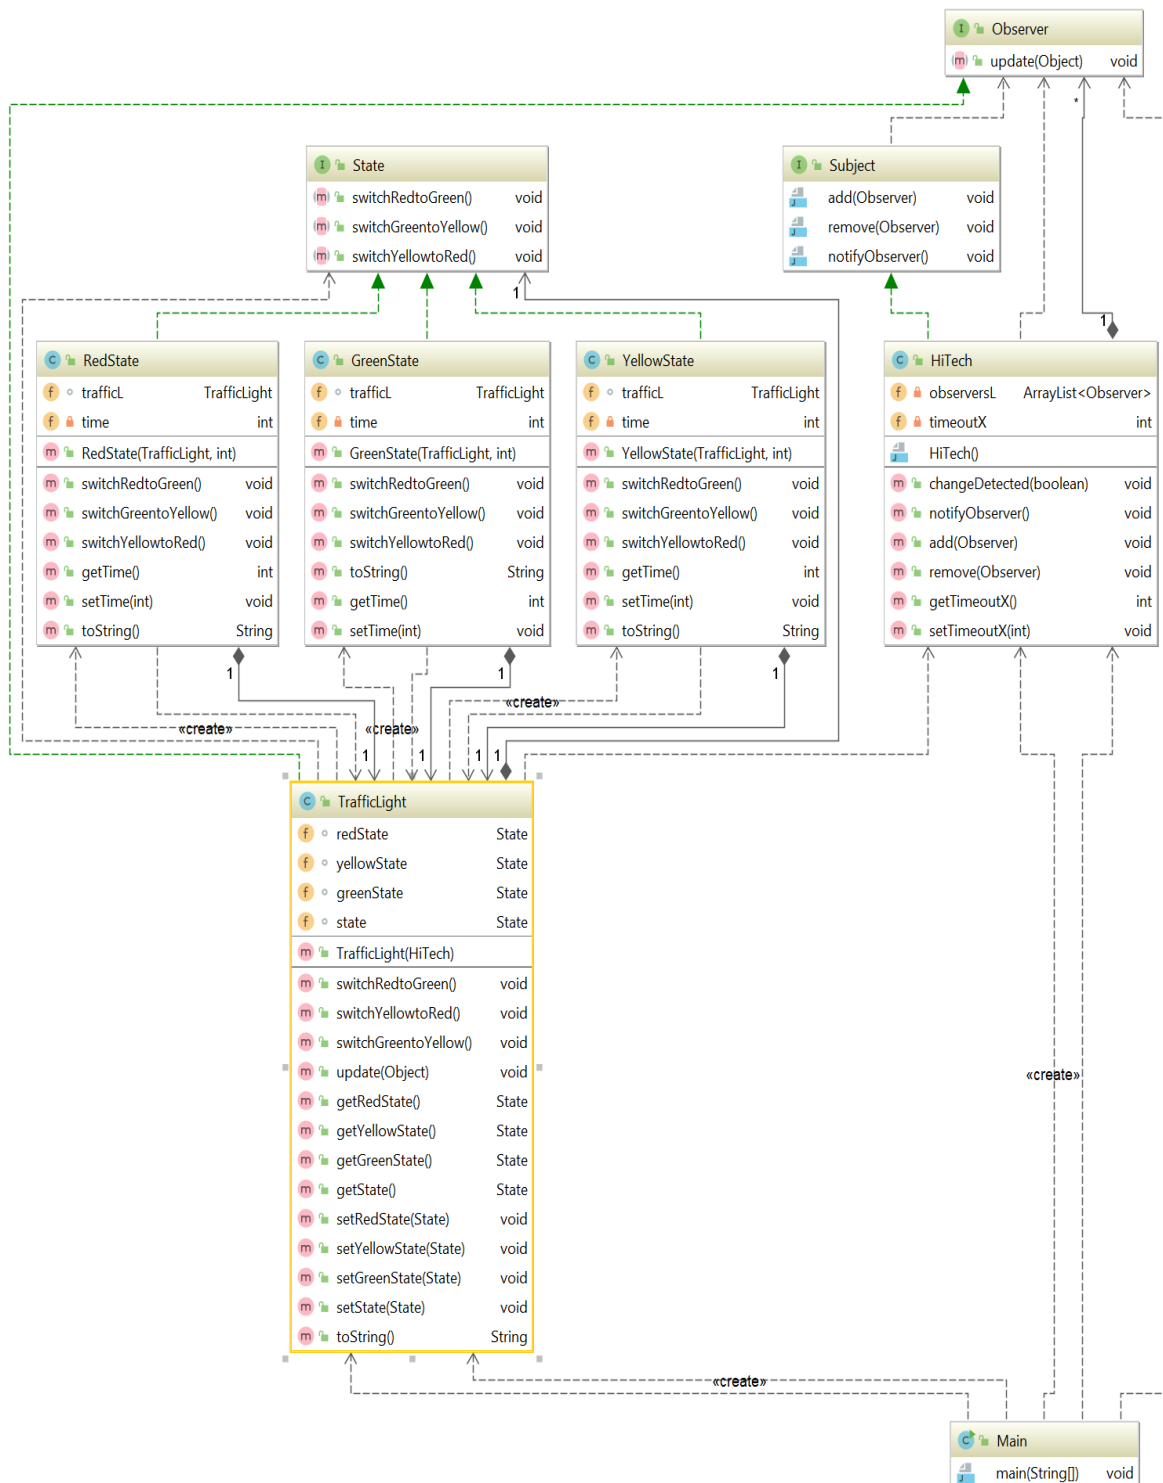 Observer
update(Object) void
*
State
switchRedtoGreen() void
switchGreentoYellow() void
switchYellowtoRed() void
Subject
add(Observer) void
remove(Observer) void
notifyObserver() void
1
1
RedState
trafficL TrafficLight
time int
RedState(TrafficLight, int)
switchRedtoGreen() void
switchGreentoYellow() void
switchYellowtoRed() void
getTime() int
setTime(int) void
toString() String
GreenState
trafficL TrafficLight
time int
GreenState(TrafficLight, int)
switchRedtoGreen() void
switchGreentoYellow() void
switchYellowtoRed() void
toString() String
getTime() int
setTime(int) void
YellowState
trafficL TrafficLight
time int
YellowState(TrafficLight, int)
switchRedtoGreen() void
switchGreentoYellow() void
switchYellowtoRed() void
getTime() int
setTime(int) void
toString() String
HiTech
observersL ArrayList<Observer>
timeoutX int
HiTech()
changeDetected(boolean) void
notifyObserver() void
add(Observer) void
remove(Observer) void
getTimeoutX() int
setTimeoutX(int) void
1 1 1
«create»
«create» «create»
1 1 1 1
TrafficLight
redState State
yellowState State
greenState State
state State
TrafficLight(HiTech)
switchRedtoGreen() void
switchYellowtoRed() void
switchGreentoYellow() void
update(Object) void
getRedState() State
getYellowState() State
getGreenState() State
getState() State
setRedState(State) void
setYellowState(State) void
setGreenState(State) void
setState(State) void
toString() String
«create»
«create»
Main
main(String[]) void